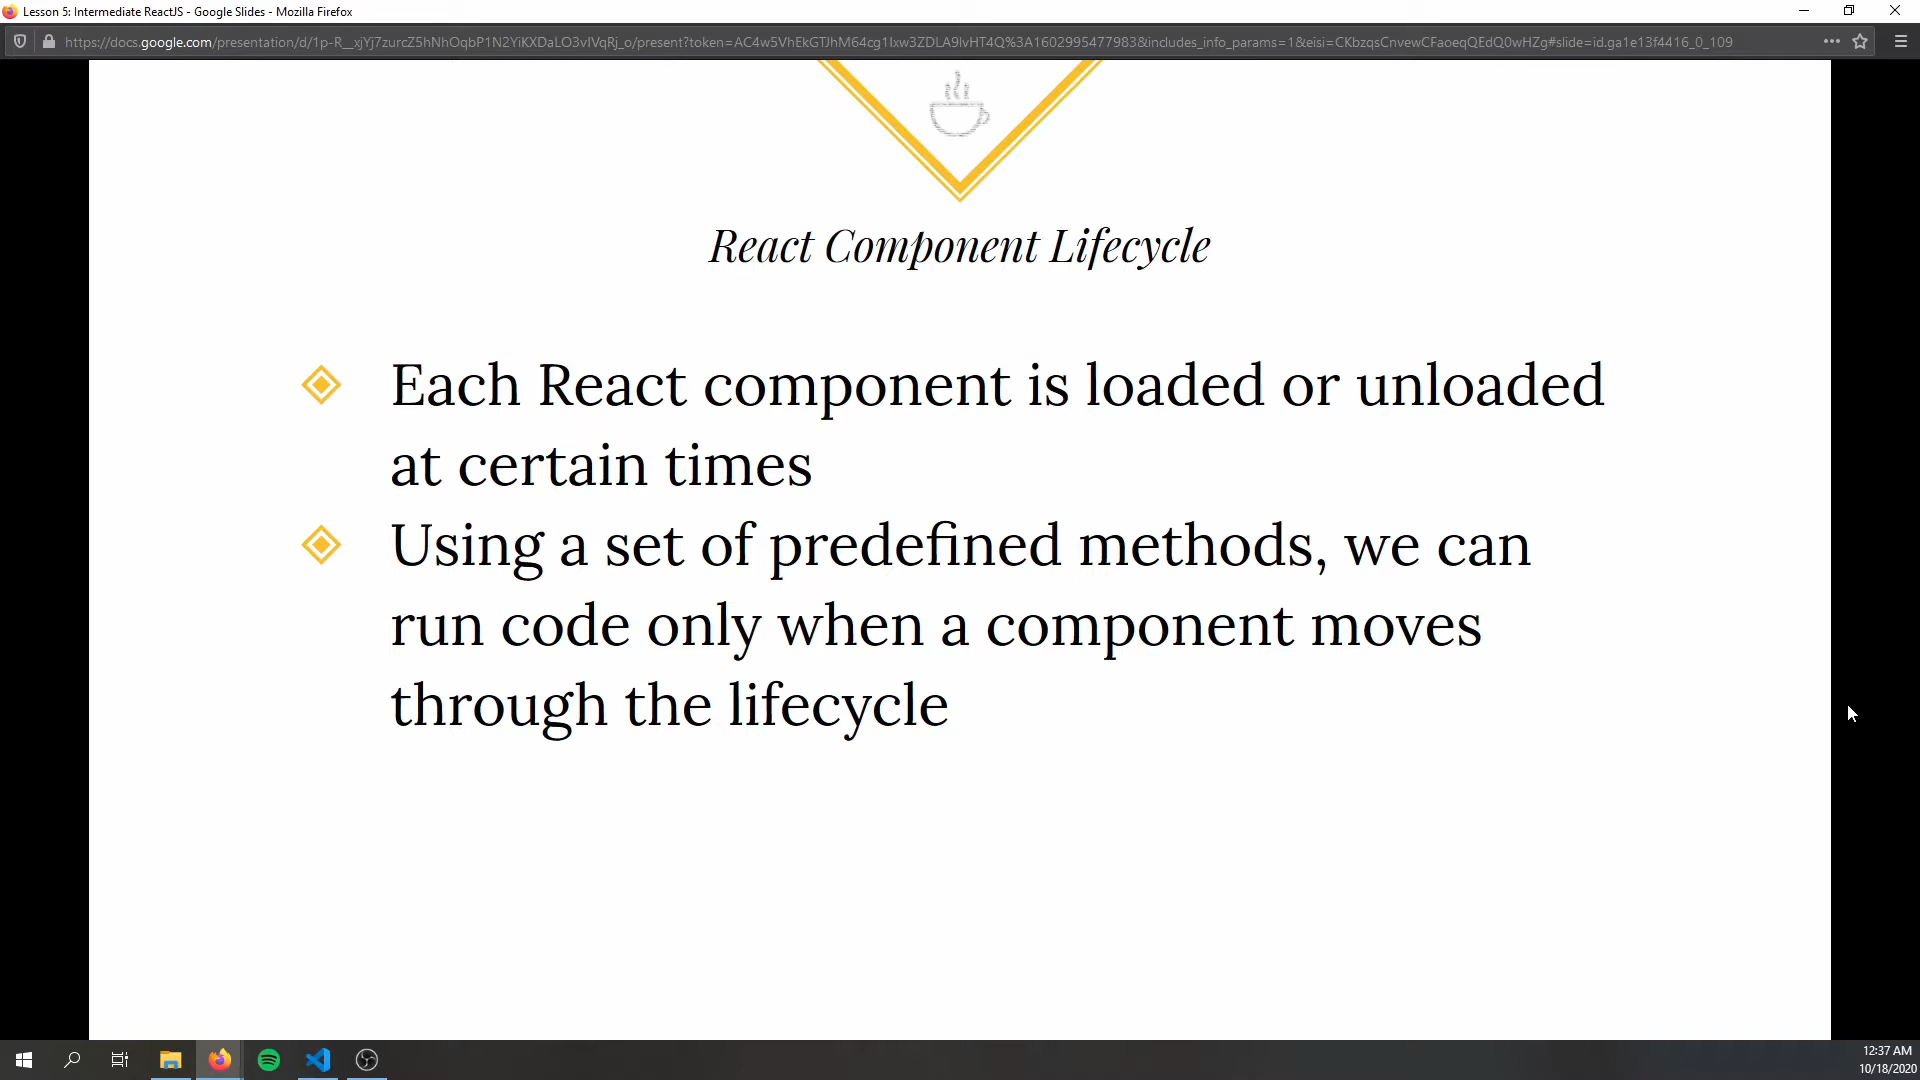 Lesson 5: Intermediate ReactJS - Google Slides - Mozilla Firefox
https://docs.google.com/presentation/d/1p-R__xjYj7zurcZ5hNhOqbP1N2YiKXDaLO3vIVqRj_o/present?token=AC4w5VhEkGTJhM64cg1Ixw3ZDLA9lvHT4Q%3A1602995477983&includes_info_params=1&eisi=CKbzqsCnvewCFaoeqQEdQ0wHZg#slide=id.ga1e13f4416_0_109
React Component Lifecycle
Each React component is loaded or unloaded
at certain times
Using a set of predefined methods, we can
run code only when a component moves
through the lifecycle
12:37 AM
10/18/2020